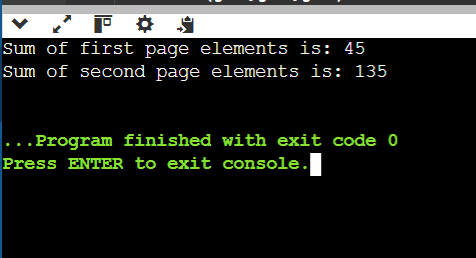 Sum of first page elements is: 45
Sum of second page elements is: 135
...Program finished with exit code 0
Press ENTER to exit console.